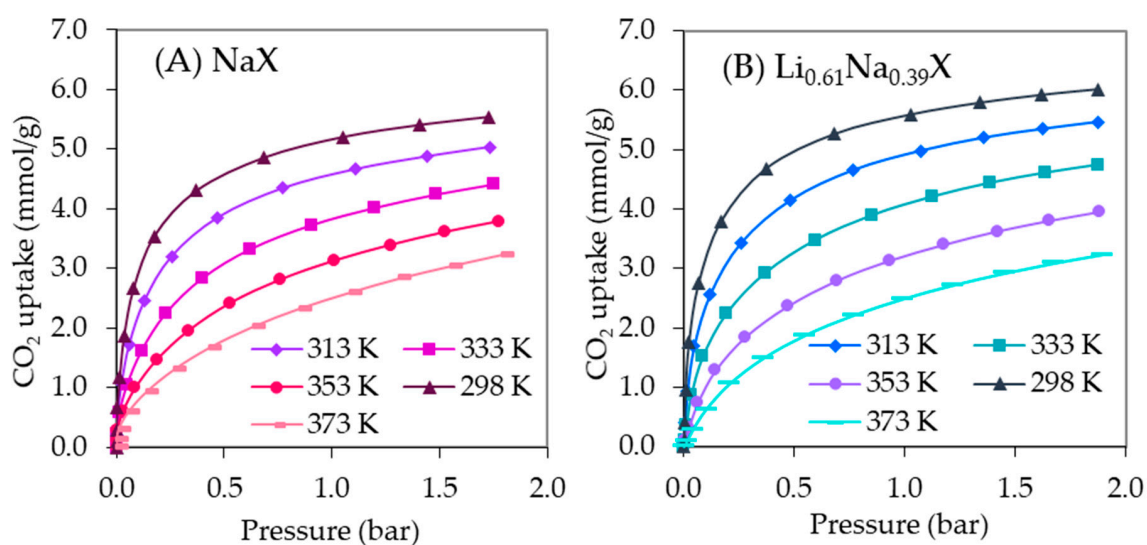 (A) NaX
CO₂ uptake (mmol/g)
7.0
6.0
5.0
4.0
3.0
2.0
1.0
0.0
313 K
333 K
353 K
298 K
373 K
0.0 0.5 1.0 1.5 2.0
Pressure (bar)
(B) Li₀.₆₁Na₀.₃₉X
CO₂ uptake (mmol/g)
7.0
6.0
5.0
4.0
3.0
2.0
1.0
0.0
313 K
333 K
353 K
298 K
373 K
0.0 0.5 1.0 1.5 2.0
Pressure (bar)